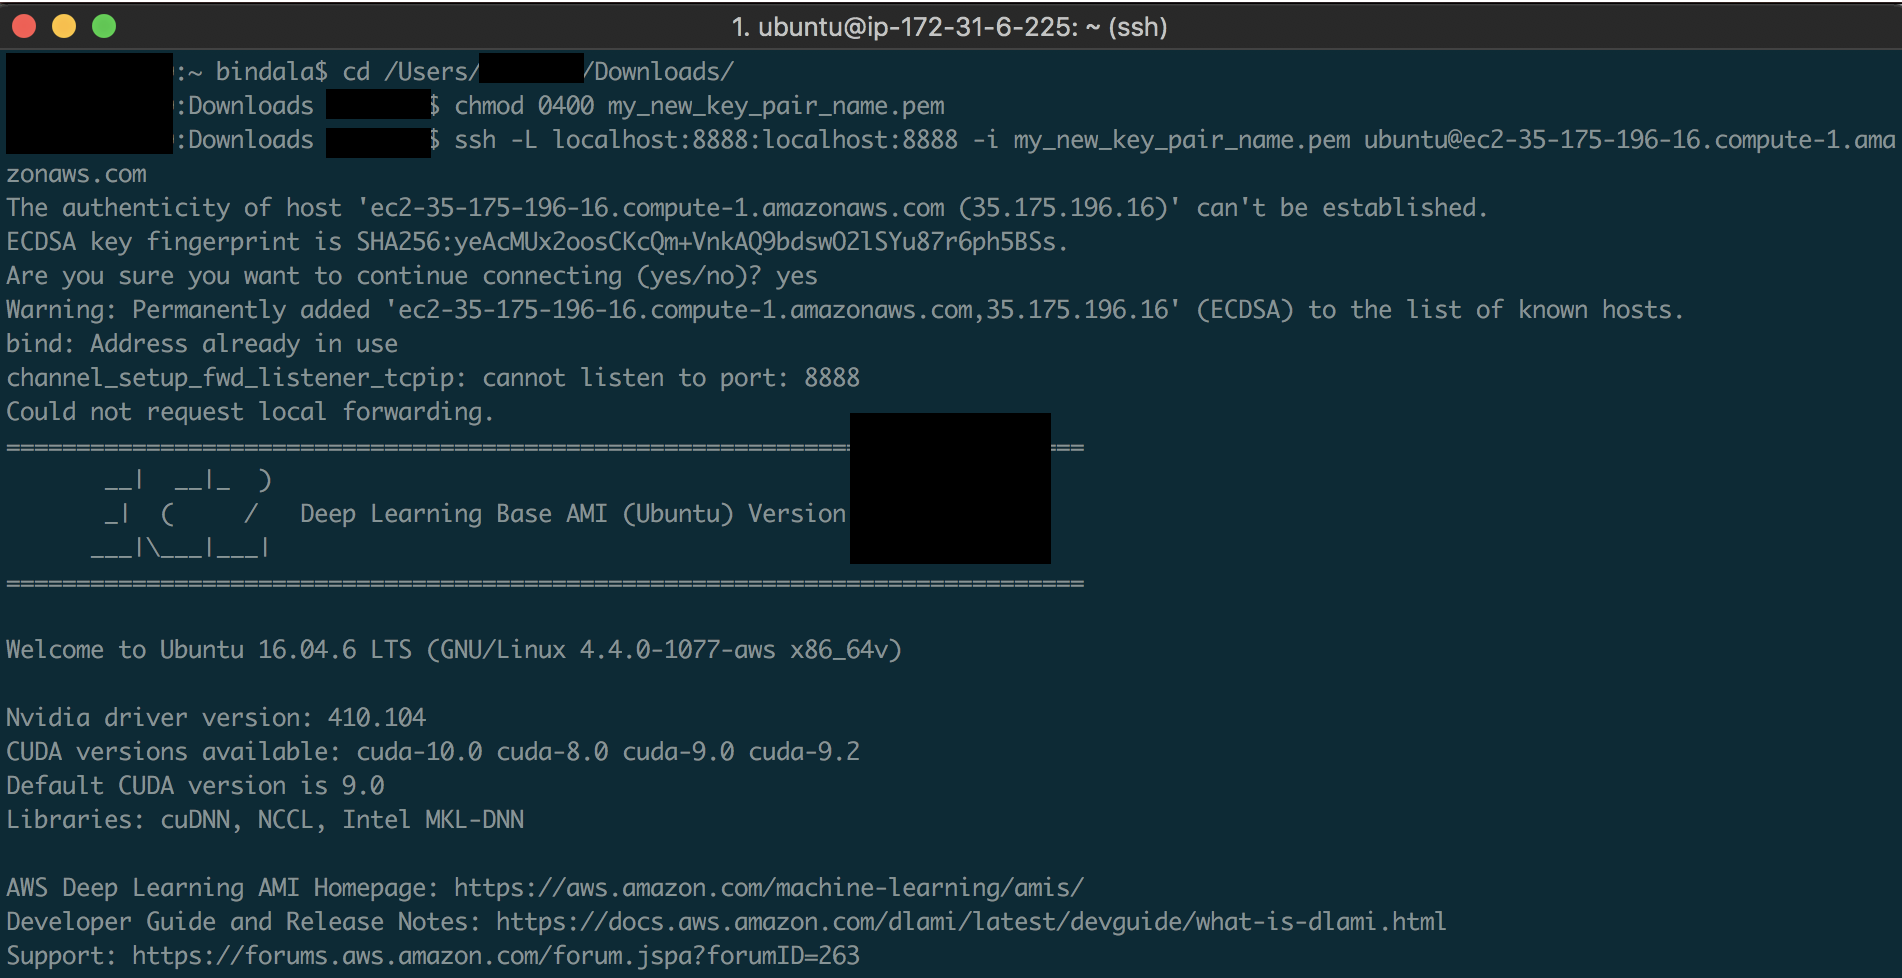 1. ubuntu@ip-172-31-6-225: ~ (ssh)
:~ bindala$ cd /Users/ /Downloads/
:Downloads $ chmod 0400 my_new_key_pair_name.pem
:Downloads $ ssh -L localhost:8888:localhost:8888 -i my_new_key_pair_name.pem ubuntu@ec2-35-175-196-16.compute-1.ama
zonaws.com
The authenticity of host 'ec2-35-175-196-16.compute-1.amazonaws.com (35.175.196.16)' can't be established.
ECDSA key fingerprint is SHA256:yeAcMUx2oosCKcQm+VnkAQ9bdswO2lSYu87r6ph5BSs.
Are you sure you want to continue connecting (yes/no)? yes
Warning: Permanently added 'ec2-35-175-196-16.compute-1.amazonaws.com,35.175.196.16' (ECDSA) to the list of known hosts.
bind: Address already in use
channel_setup_fwd_listener_tcpip: cannot listen to port: 8888
Could not request local forwarding.
=============================================================================
       __|  __|_  )
       _|  (     /   Deep Learning Base AMI (Ubuntu) Version
      ___|\___|___|
=============================================================================
Welcome to Ubuntu 16.04.6 LTS (GNU/Linux 4.4.0-1077-aws x86_64v)
Nvidia driver version: 410.104
CUDA versions available: cuda-10.0 cuda-8.0 cuda-9.0 cuda-9.2
Default CUDA version is 9.0
Libraries: cuDNN, NCCL, Intel MKL-DNN
AWS Deep Learning AMI Homepage: https://aws.amazon.com/machine-learning/amis/
Developer Guide and Release Notes: https://docs.aws.amazon.com/dlami/latest/devguide/what-is-dlami.html
Support: https://forums.aws.amazon.com/forum.jspa?forumID=263